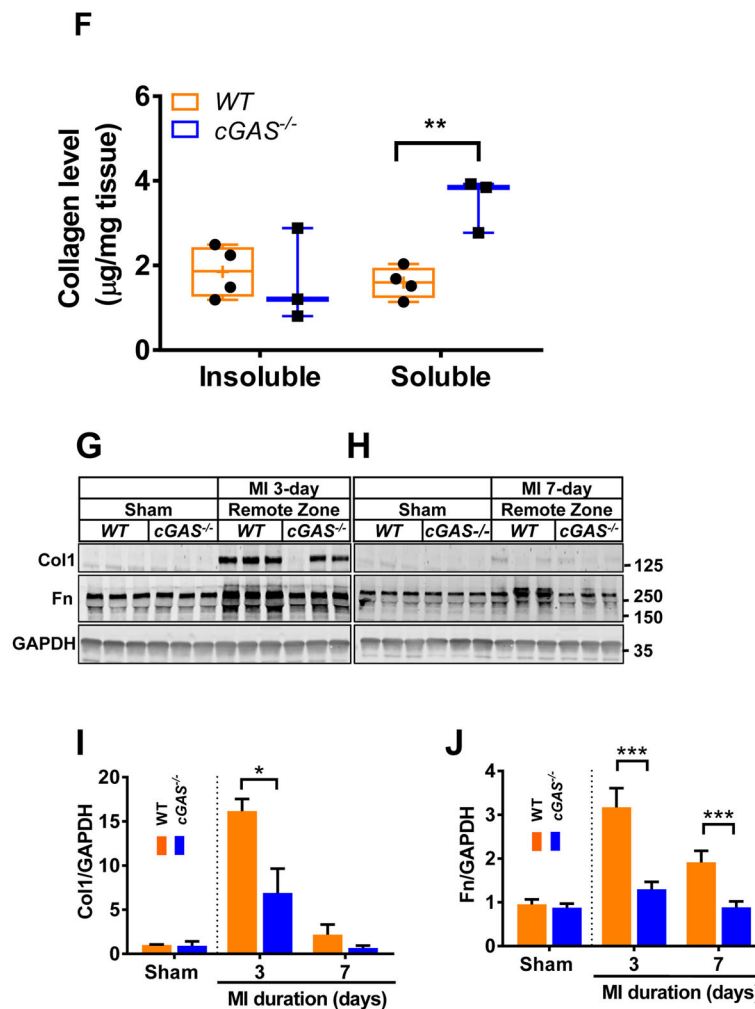 F
WT
cGAS-/-
**
Collagen level
(μg/mg tissue)
6
4
2
0
Insoluble
Soluble
G
H
MI 3-day
MI 7-day
Sham
Remote Zone
Sham
Remote Zone
WT
cGAS-/-
WT
cGAS-/-
WT
cGAS-/-
WT
cGAS-/-
Col1
125
Fn
250
150
GAPDH
35
I
WT
cGAS-/-
*
Col1/GAPDH
20
15
10
5
0
Sham
3
7
MI duration (days)
J
WT
cGAS-/-
***
***
Fn/GAPDH
4
3
2
1
0
Sham
3
7
MI duration (days)